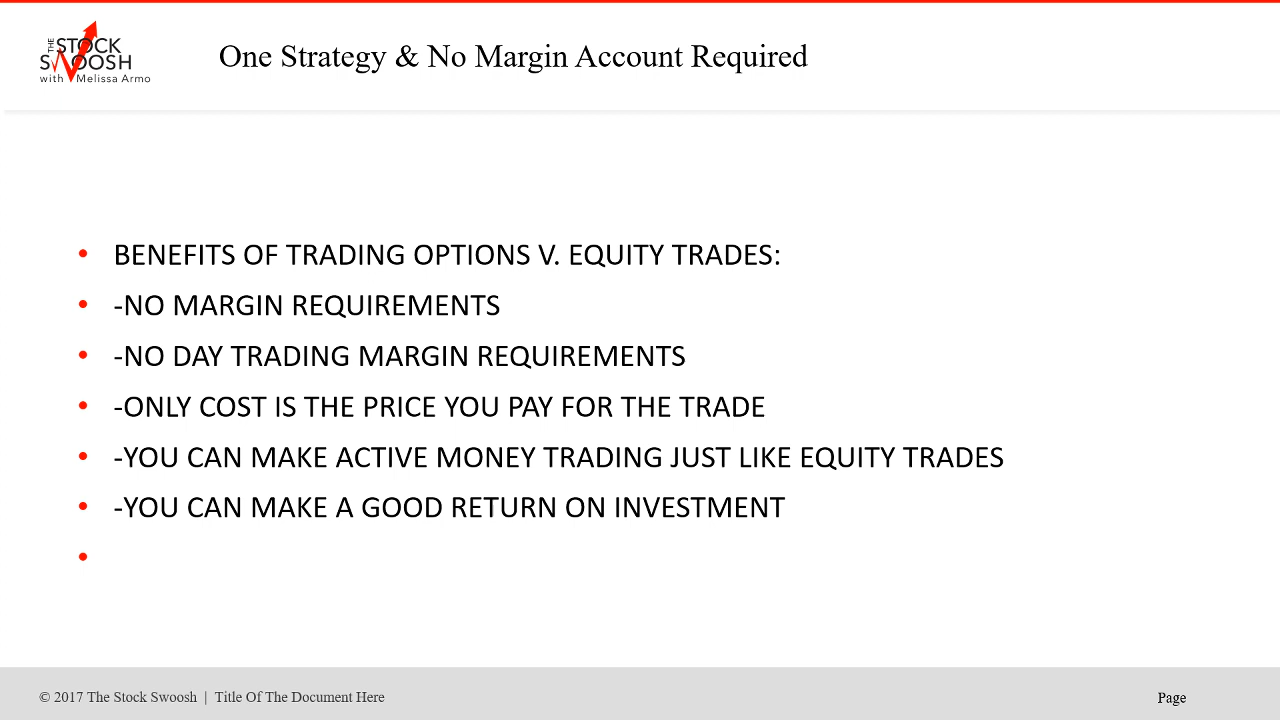 THE STOCK
SWOOSH
with Melissa Armo
One Strategy & No Margin Account Required
• BENEFITS OF TRADING OPTIONS V. EQUITY TRADES:
• -NO MARGIN REQUIREMENTS
• -NO DAY TRADING MARGIN REQUIREMENTS
• -ONLY COST IS THE PRICE YOU PAY FOR THE TRADE
• -YOU CAN MAKE ACTIVE MONEY TRADING JUST LIKE EQUITY TRADES
• -YOU CAN MAKE A GOOD RETURN ON INVESTMENT
•
© 2017 The Stock Swoosh | Title Of The Document Here
Page